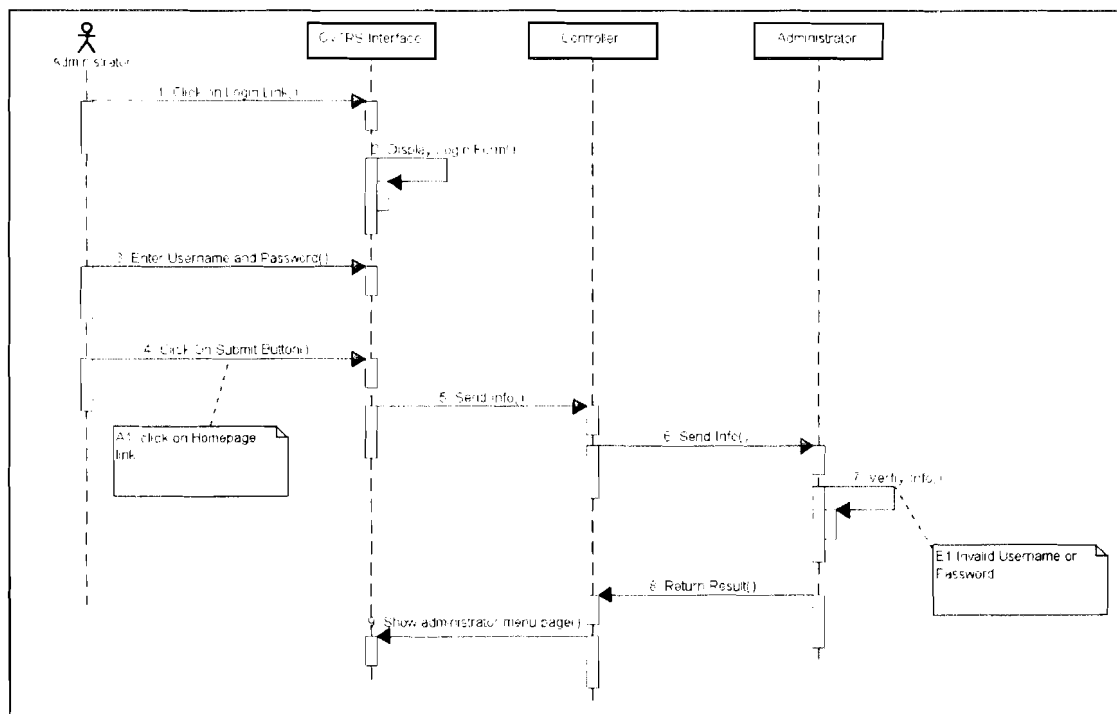 Administrator
Interface
Controller
Administrator
1: Click on Login Link()
2: Display Login Form()
3: Enter Username and Password()
4: Click On Submit Button()
5: Send Info()
A1: click on Homepage
link
6: Send Info()
7: Verify Info()
E1 Invalid Username or
Password
8: Return Result()
9: Show administrator menu page()